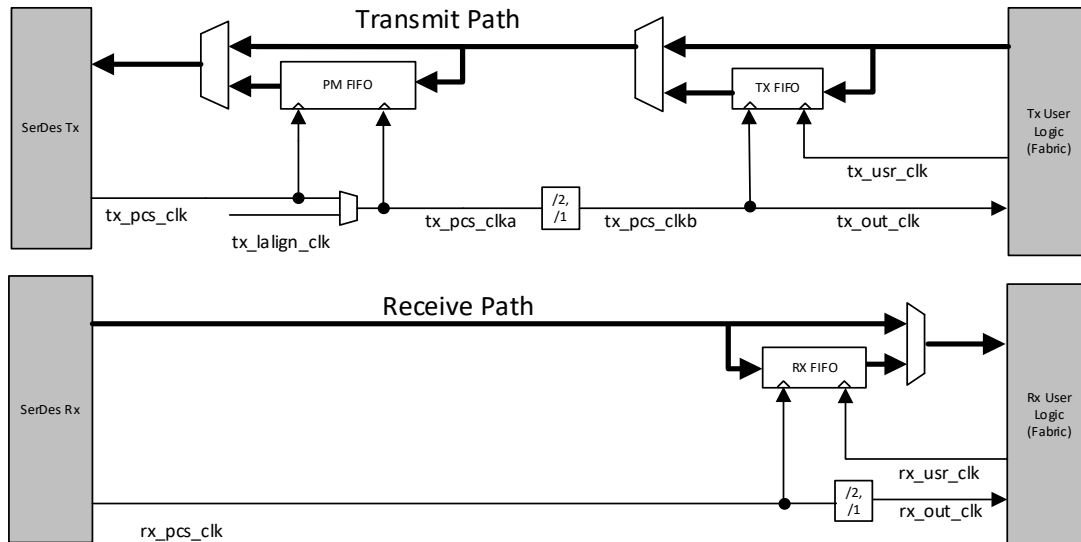 Transmit Path
PM FIFO
TX FIFO
SerDes Tx
Tx User
Logic
(Fabric)
tx_usr_clk
tx_pcs_clk
tx_lalign_clk
tx_pcs_clka
/2,
/1
tx_pcs_clkb
tx_out_clk
Receive Path
RX FIFO
SerDes Rx
Rx User
Logic
(Fabric)
rx_usr_clk
/2,
/1
rx_out_clk
rx_pcs_clk